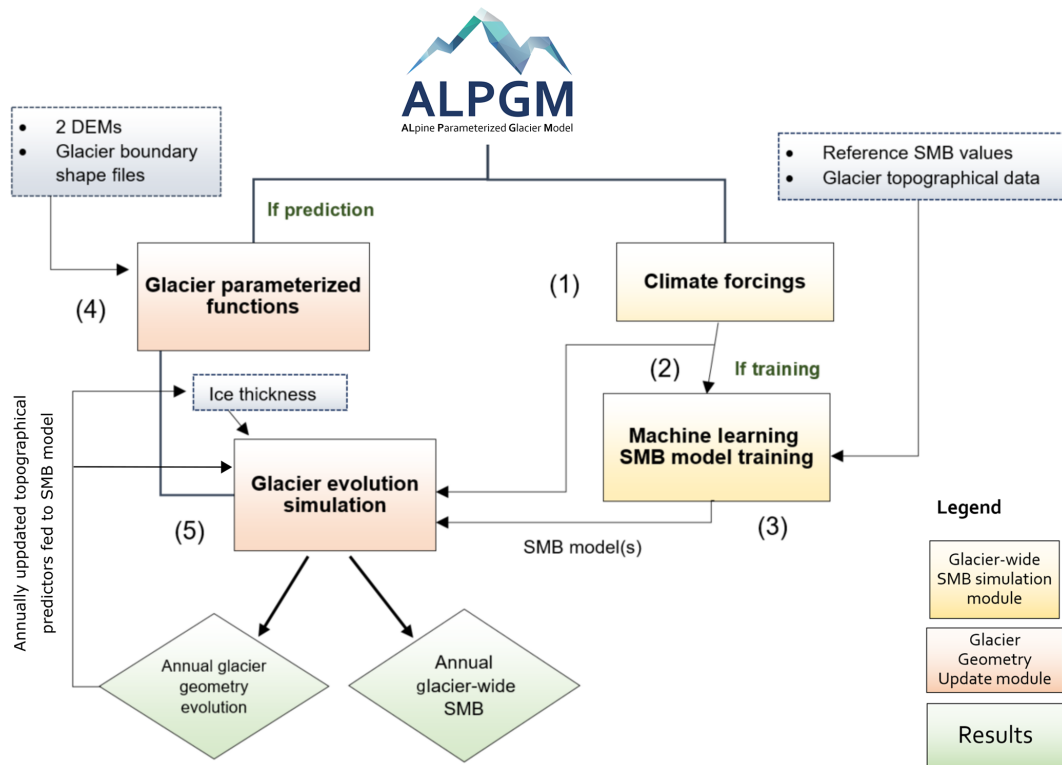 ALPGM
ALpine Parameterized Glacier Model
• 2 DEMs
• Glacier boundary
shape files
• Reference SMB values
• Glacier topographical data
If prediction
Glacier parameterized
functions
(4)
(1)
Climate forcings
(2)
If training
Ice thickness
Machine learning
SMB model training
Glacier evolution
simulation
(5)
(3)
SMB model(s)
Annually uppdated topographical
predictors fed to SMB model
Annual glacier
geometry
evolution
Annual
glacier-wide
SMB
Legend
Glacier-wide
SMB simulation
module
Glacier
Geometry
Update module
Results